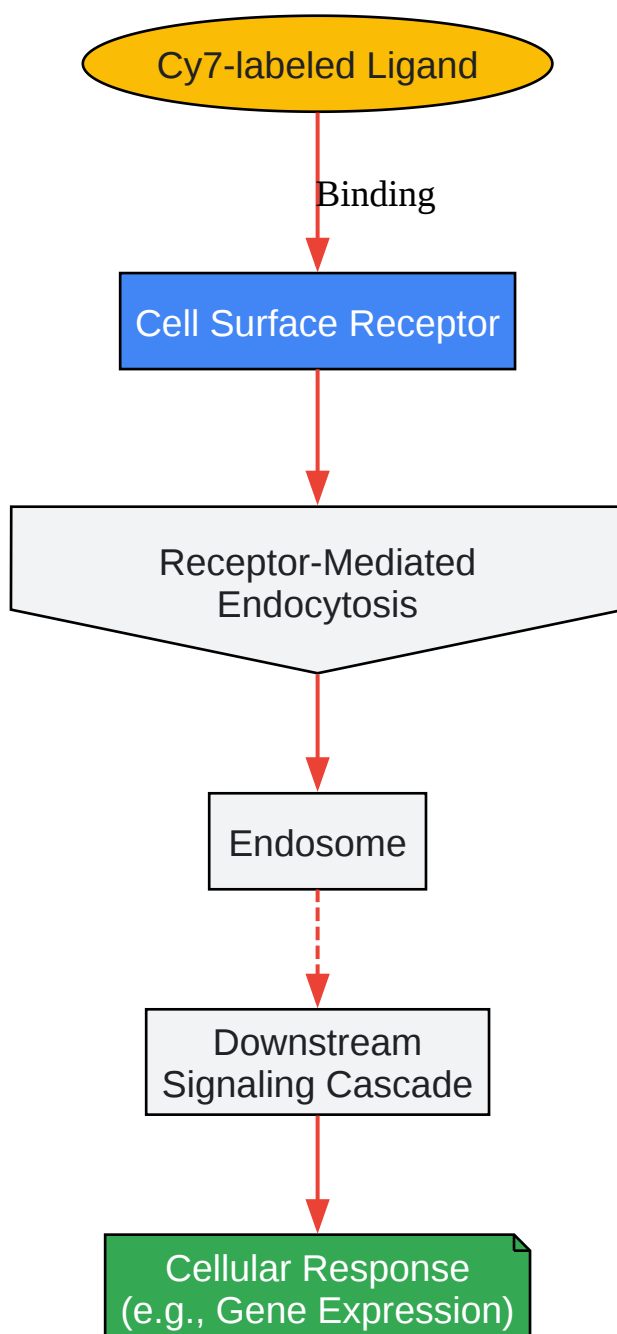 Cy7-labeled Ligand
Binding
Cell Surface Receptor
Receptor-Mediated
Endocytosis
Endosome
Downstream
Signaling Cascade
Cellular Response
(e.g., Gene Expression)